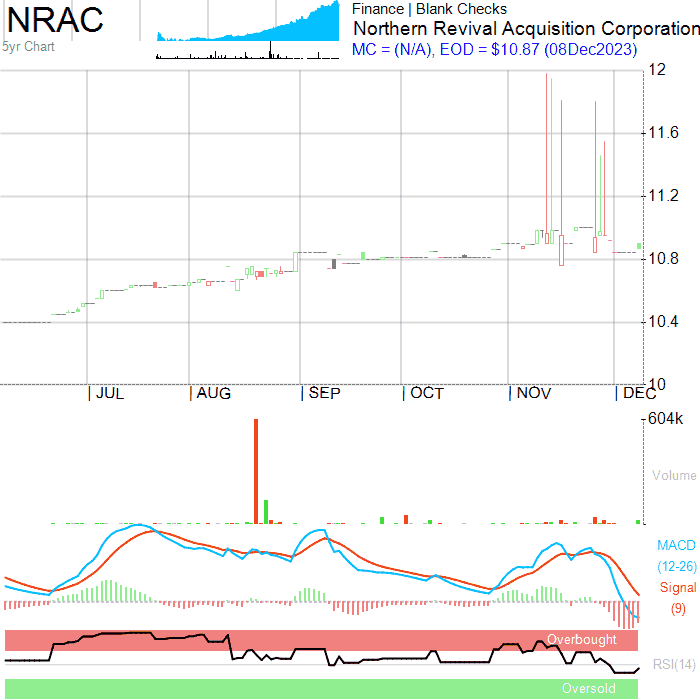 NRAC
5yr Chart
Finance | Blank Checks
Northern Revival Acquisition Corporation
MC = (N/A), EOD = $10.87 (08Dec2023)
12
11.6
11.2
10.8
10.4
10
JUL
AUG
SEP
OCT
NOV
DEC
604k
Volume
MACD
(12-26)
Signal
(9)
Overbought
RSI(14)
Oversold